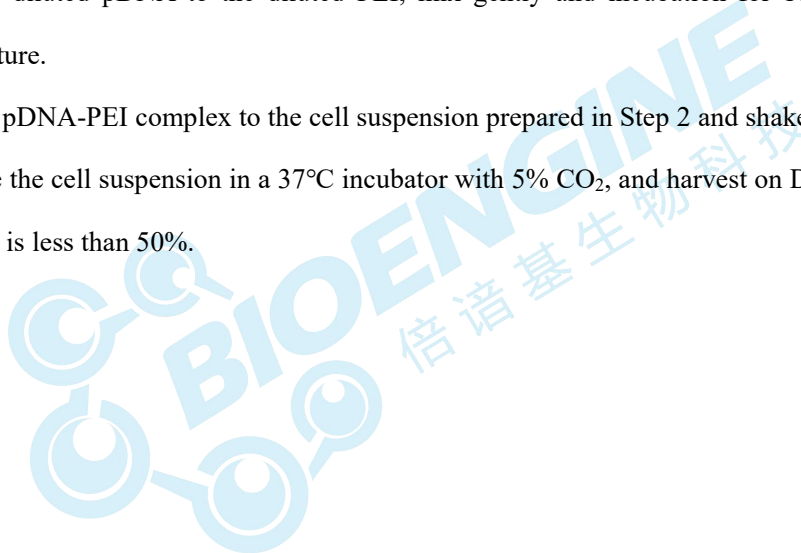 diluted pDNA to the diluted PEI, mix gently and incubation for
ture.
pDNA-PEI complex to the cell suspension prepared in Step 2 and shake
the cell suspension in a 37℃ incubator with 5% CO₂, and harvest on D
is less than 50%.
BIOENGINE
倍谙基生物科技